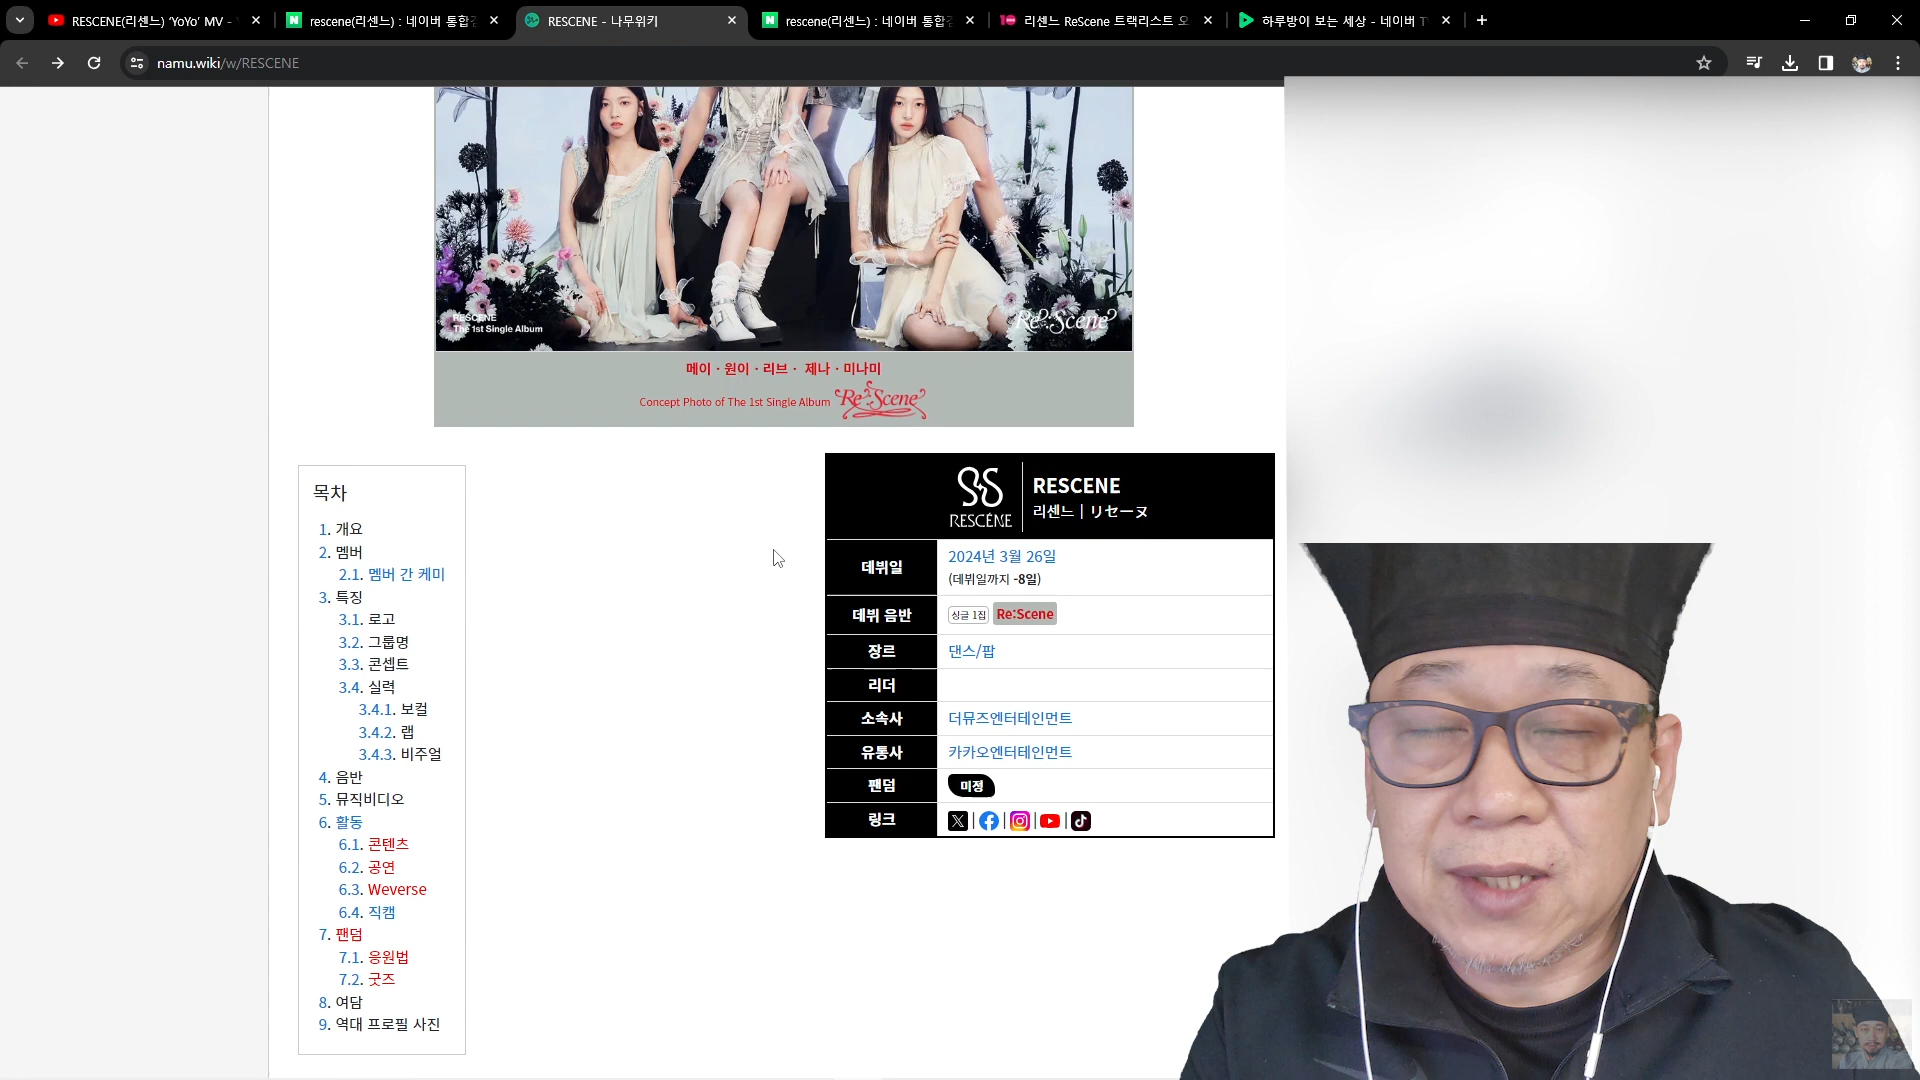 RESCENE(리센느) ‘YoYo’ MV -
rescene(리센느) : 네이버 통합검
RESCENE - 나무위키
rescene(리센느) : 네이버 통합검
리센느 ReScene 트랙리스트 오
하루방이 보는 세상 - 네이버 T
namu.wiki/w/RESCENE
RESCENE
The 1st Single Album
Re:Scene
메이 · 원이 · 리브 · 제나 · 미나미
Concept Photo of The 1st Single Album Re:Scene
목차
1. 개요
2. 멤버
2.1. 멤버 간 케미
3. 특징
3.1. 로고
3.2. 그룹명
3.3. 콘셉트
3.4. 실력
3.4.1. 보컬
3.4.2. 랩
3.4.3. 비주얼
4. 음반
5. 뮤직비디오
6. 활동
6.1. 콘텐츠
6.2. 공연
6.3. Weverse
6.4. 직캠
7. 팬덤
7.1. 응원법
7.2. 굿즈
8. 여담
9. 역대 프로필 사진
RESCÉNE
RESCENE
리센느 | リセーヌ
데뷔일
2024년 3월 26일
(데뷔일까지 -8일)
데뷔 음반
싱글 1집 Re:Scene
장르
댄스/팝
리더
소속사
더뮤즈엔터테인먼트
유통사
카카오엔터테인먼트
팬덤
미정
링크